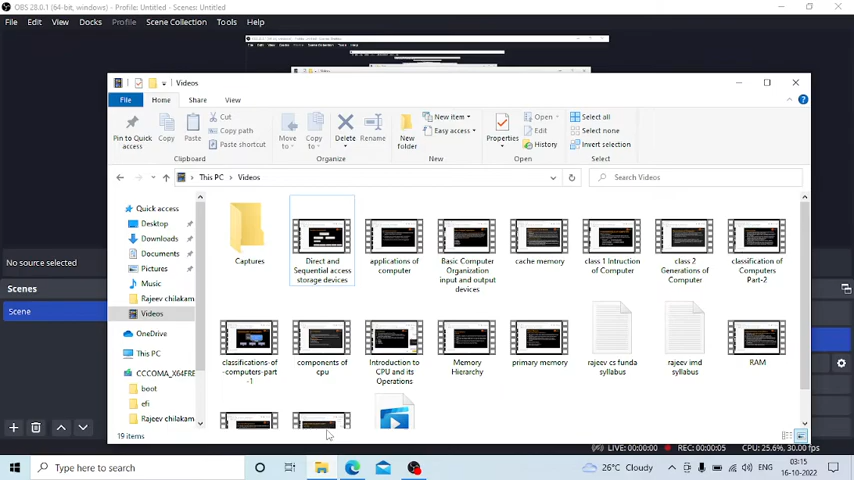 OBS 28.0.1 (64-bit, windows) - Profile: Untitled - Scenes: Untitled
File Edit View Docks Profile Scene Collection Tools Help
Videos
File Home Share View
Pin to Quick access
Copy
Paste
Cut
Copy path
Paste shortcut
Clipboard
Move to
Copy to
Delete
Rename
Organize
New folder
New item
Easy access
New
Properties
Open
Edit
History
Open
Select all
Select none
Invert selection
Select
This PC > Videos
Search Videos
Quick access
Desktop
Downloads
Documents
Pictures
Music
Rajeev chilakam
Videos
OneDrive
This PC
CCCOMA_X64FRE
boot
efi
Rajeev chilakam
Captures
Direct and Sequential access storage devices
applications of computer
Basic Computer Organization input and output devices
cache memory
class 1 Intruction of Computer
class 2 Generations of Computer
classification of Computers Part-2
classifications-of-computers-part-1
components of cpu
Introduction to CPU and its Operations
Memory Hierarchy
primary memory
rajeev cs funda syllabus
rajeev imd syllabus
RAM
19 items
No source selected
Scenes
Scene
LIVE: 00:00:00
REC: 00:00:05
CPU: 25.6%, 30.00 fps
Type here to search
26°C Cloudy
ENG
03:15
16-10-2022